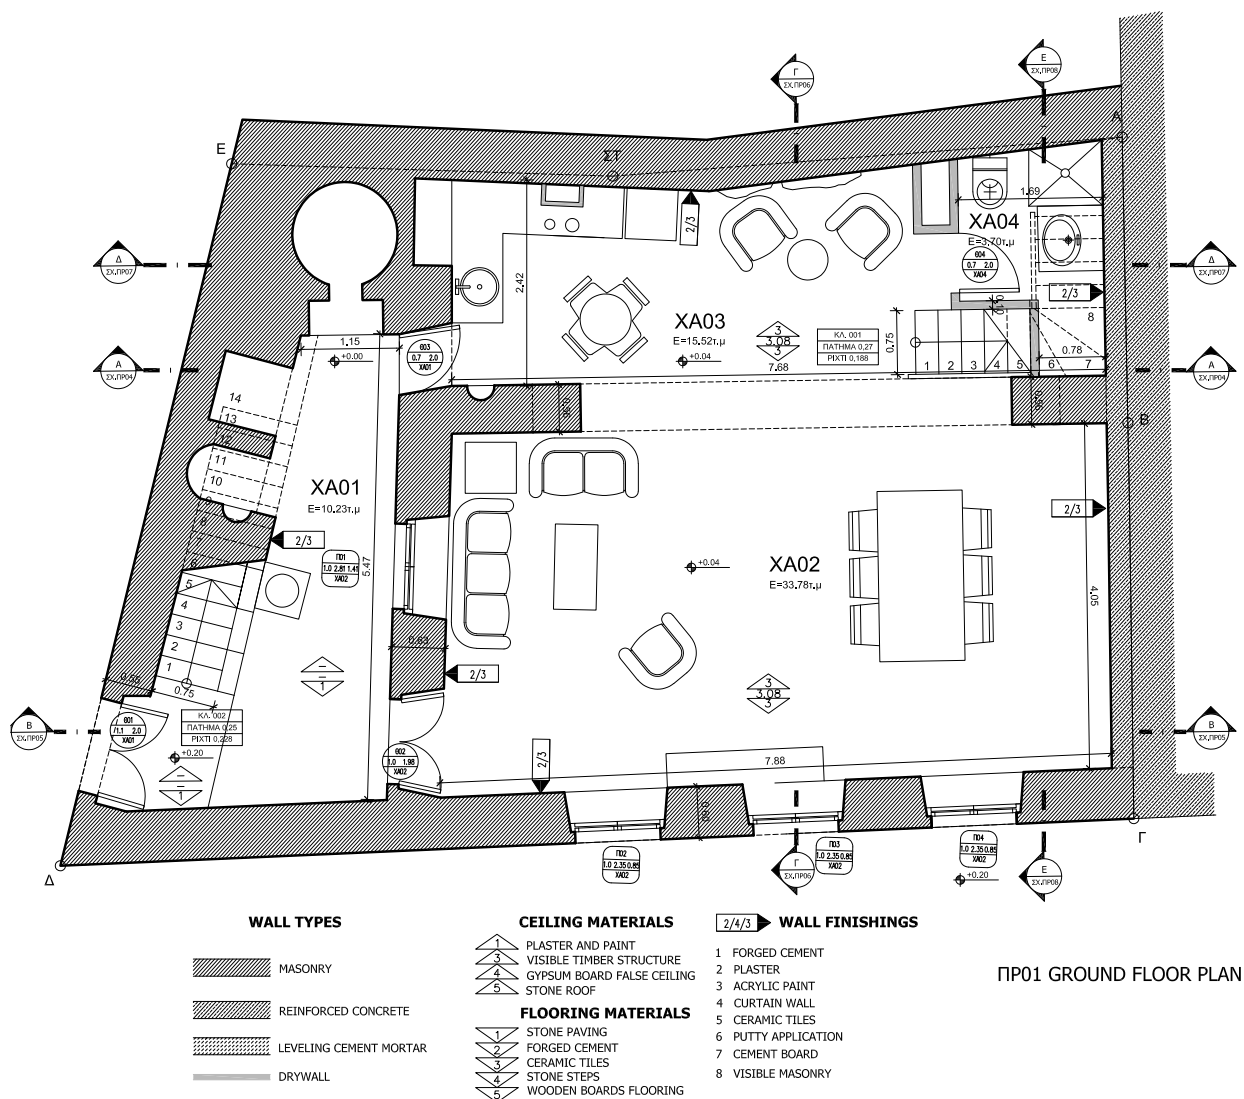 Γ
ΣΧ.ΠΡ06
Ε
ΣΧ.ΠΡ08
Α
Ε
ΣΤ
1.69
ΧΑ04
Ε=3.70τ.μ
Θ04
0.7 2.0
ΧΑ04
2/3
Δ
ΣΧ.ΠΡ07
Δ
ΣΧ.ΠΡ07
2/3
2.42
0.10
8
ΧΑ03
Ε=15.52τ.μ
+0.04
3
3.08
3
ΚΛ. 001
ΠΑΤΗΜΑ 0,27
ΡΙΧΤΙ 0,188
0.75
0.78
1 2 3 4 5 6 7
7.68
1.15
+0.00
Θ03
0.7 2.0
ΧΑ01
Α
ΣΧ.ΠΡ04
Α
ΣΧ.ΠΡ04
Β
14
13
12
11
10
9
8
7
6
5
4
3
2
1
ΧΑ01
Ε=10.23τ.μ
2/3
2/3
Π01
1.0 2.81 1.41
ΧΑ02
5.47
+0.04
ΧΑ02
Ε=33.78τ.μ
4.05
0.63
2/3
–
–
1
3
3.08
3
0.55
0.75
ΚΛ. 002
ΠΑΤΗΜΑ 0,25
ΡΙΧΤΙ 0,228
Β
ΣΧ.ΠΡ05
Β
ΣΧ.ΠΡ05
Θ01
1.1 2.0
ΧΑ01
+0.20
–
1
Θ02
1.0 1.98
ΧΑ02
2/3
7.88
0.60
Π02
1.0 2.35 0.85
ΧΑ02
Π03
1.0 2.35 0.85
ΧΑ02
Π04
1.0 2.35 0.85
ΧΑ02
+0.20
Γ
ΣΧ.ΠΡ06
Ε
ΣΧ.ΠΡ08
Γ
Δ
WALL TYPES
MASONRY
REINFORCED CONCRETE
LEVELING CEMENT MORTAR
DRYWALL
CEILING MATERIALS
1 PLASTER AND PAINT
3 VISIBLE TIMBER STRUCTURE
4 GYPSUM BOARD FALSE CEILING
5 STONE ROOF
FLOORING MATERIALS
1 STONE PAVING
2 FORGED CEMENT
3 CERAMIC TILES
4 STONE STEPS
5 WOODEN BOARDS FLOORING
2/4/3 WALL FINISHINGS
1 FORGED CEMENT
2 PLASTER
3 ACRYLIC PAINT
4 CURTAIN WALL
5 CERAMIC TILES
6 PUTTY APPLICATION
7 CEMENT BOARD
8 VISIBLE MASONRY
ΠΡ01 GROUND FLOOR PLAN